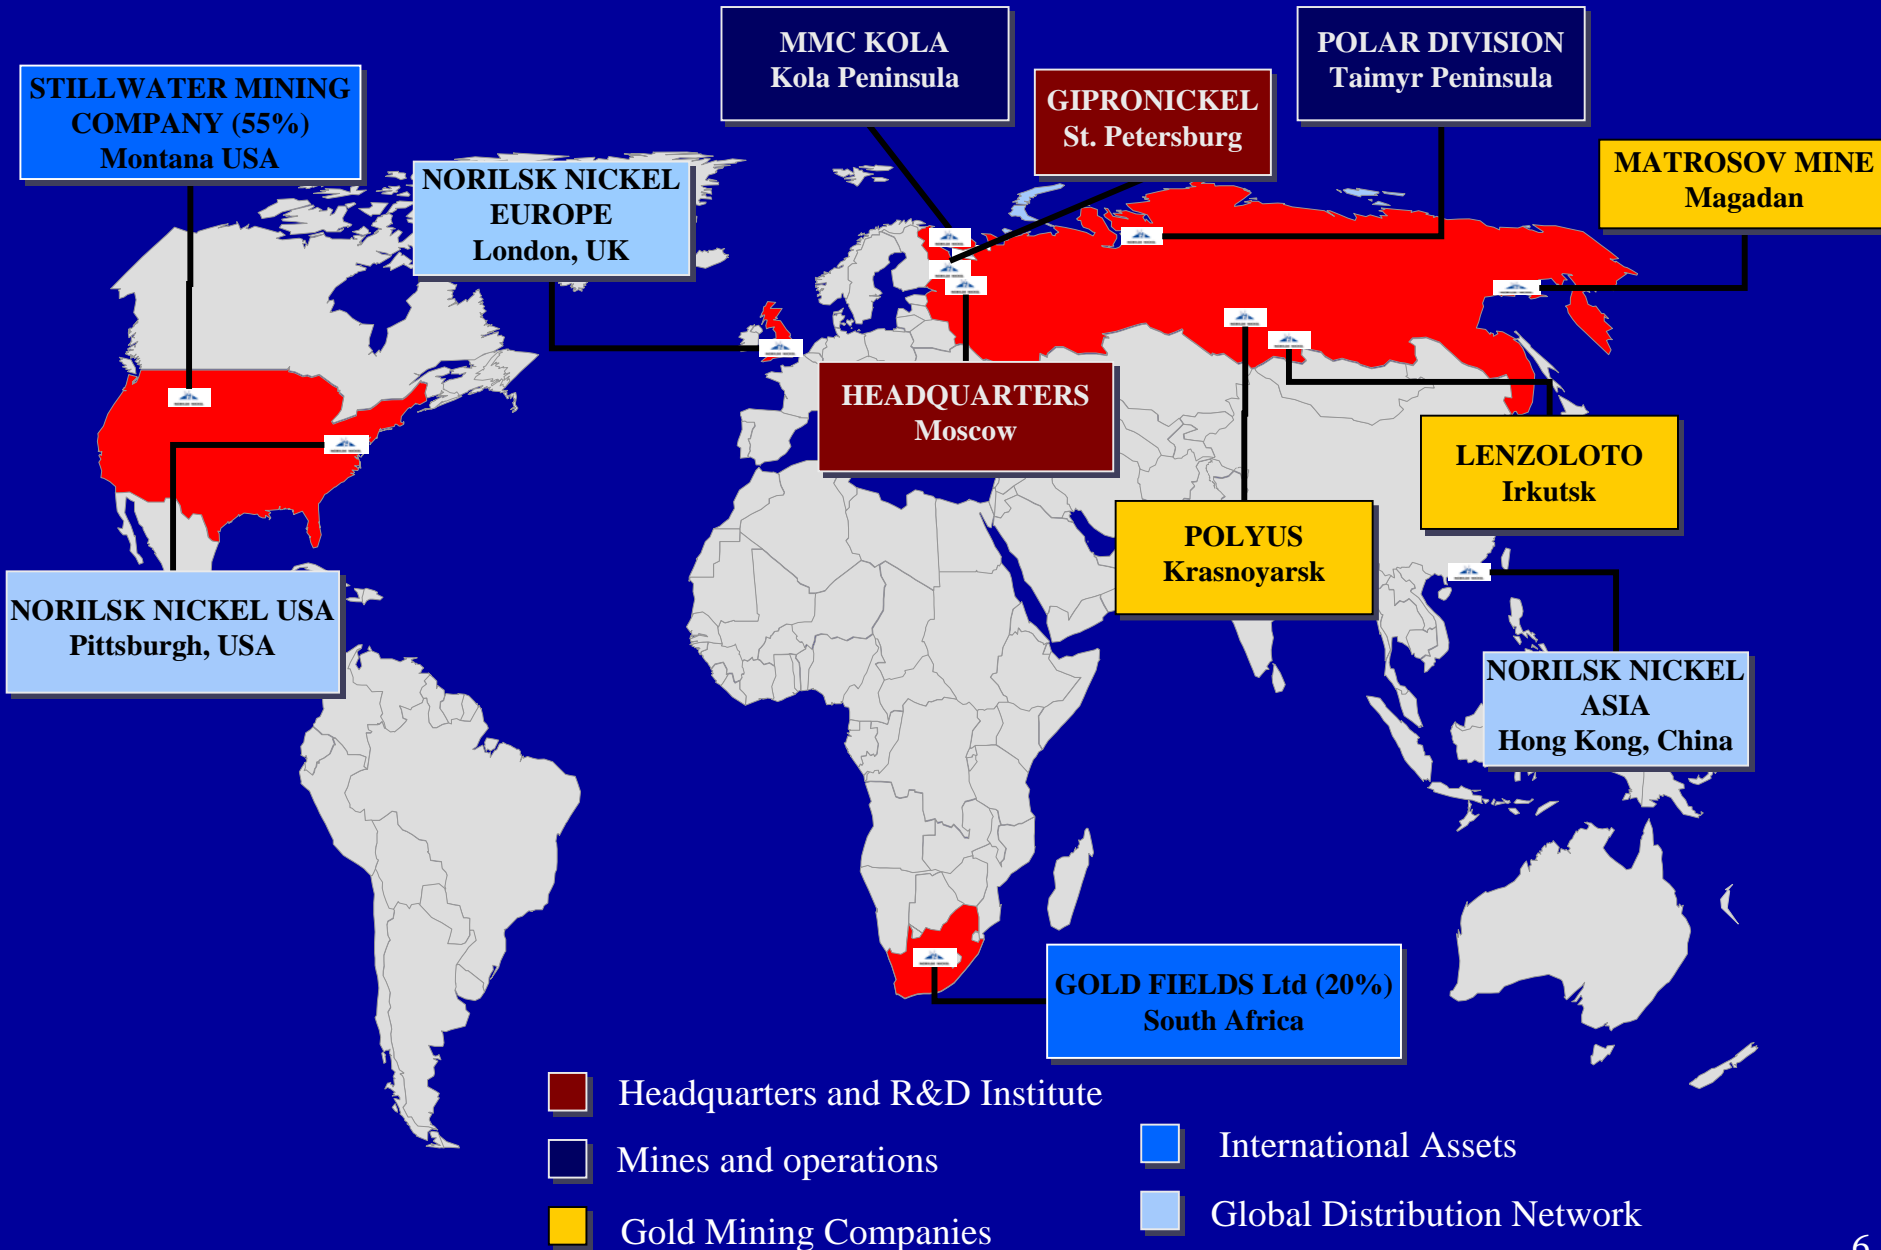 MMC KOLA
Kola Peninsula
POLAR DIVISION
Taimyr Peninsula
STILLWATER MINING
COMPANY (55%)
Montana USA
GIPRONICKEL
St. Petersburg
MATROSOV MINE
Magadan
NORILSK NICKEL
EUROPE
London, UK
HEADQUARTERS
Moscow
LENZOLOTO
Irkutsk
POLYUS
Krasnoyarsk
NORILSK NICKEL USA
Pittsburgh, USA
NORILSK NICKEL
ASIA
Hong Kong, China
GOLD FIELDS Ltd (20%)
South Africa
Headquarters and R&D Institute
Mines and operations
Gold Mining Companies
International Assets
Global Distribution Network
6